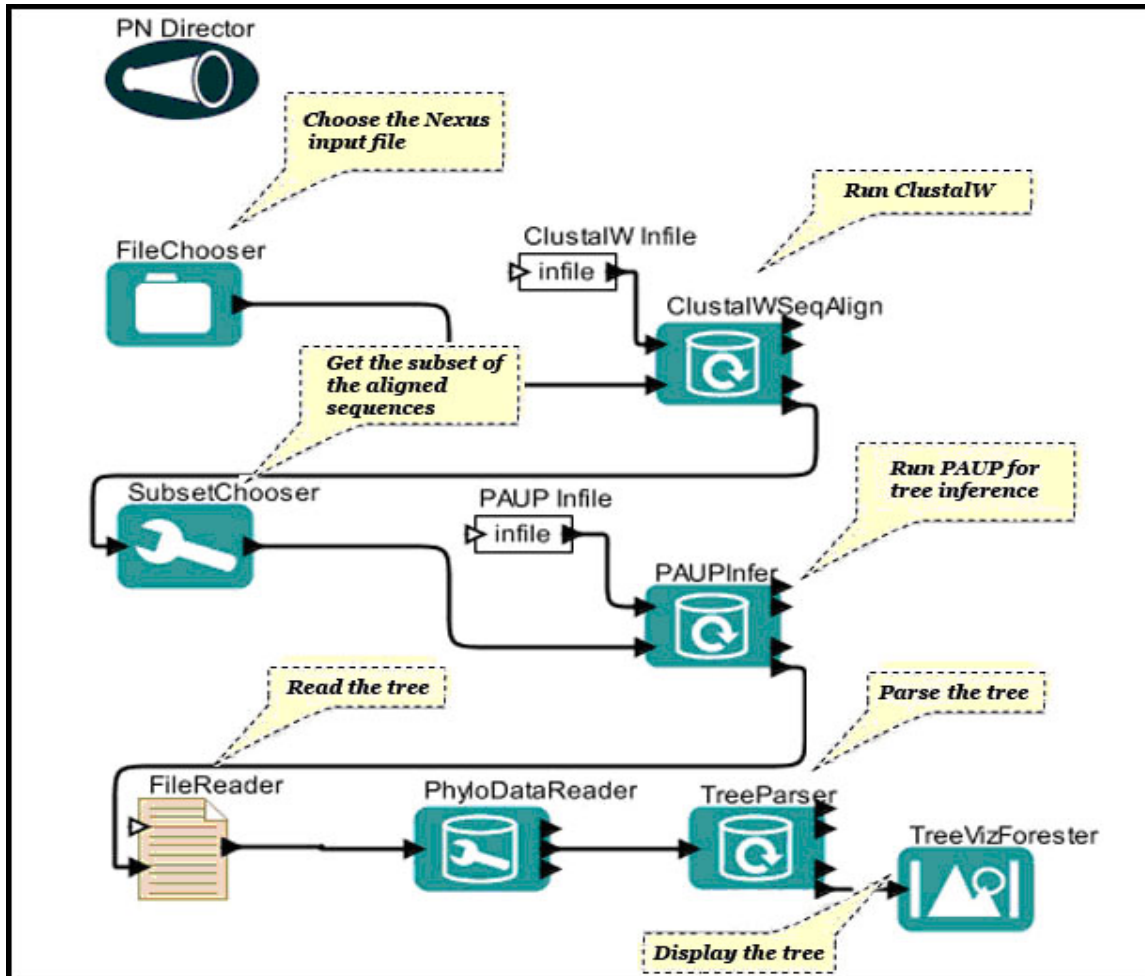 PN Director
Choose the Nexus
input file
Run ClustalW
FileChooser
ClustalW Infile
infile
ClustalWSeqAlign
Get the subset of
the aligned
sequences
Run PAUP for
tree inference
SubsetChooser
PAUP Infile
infile
PAUPInfer
Read the tree
Parse the tree
FileReader
PhyloDataReader
TreeParser
TreeVizForester
Display the tree